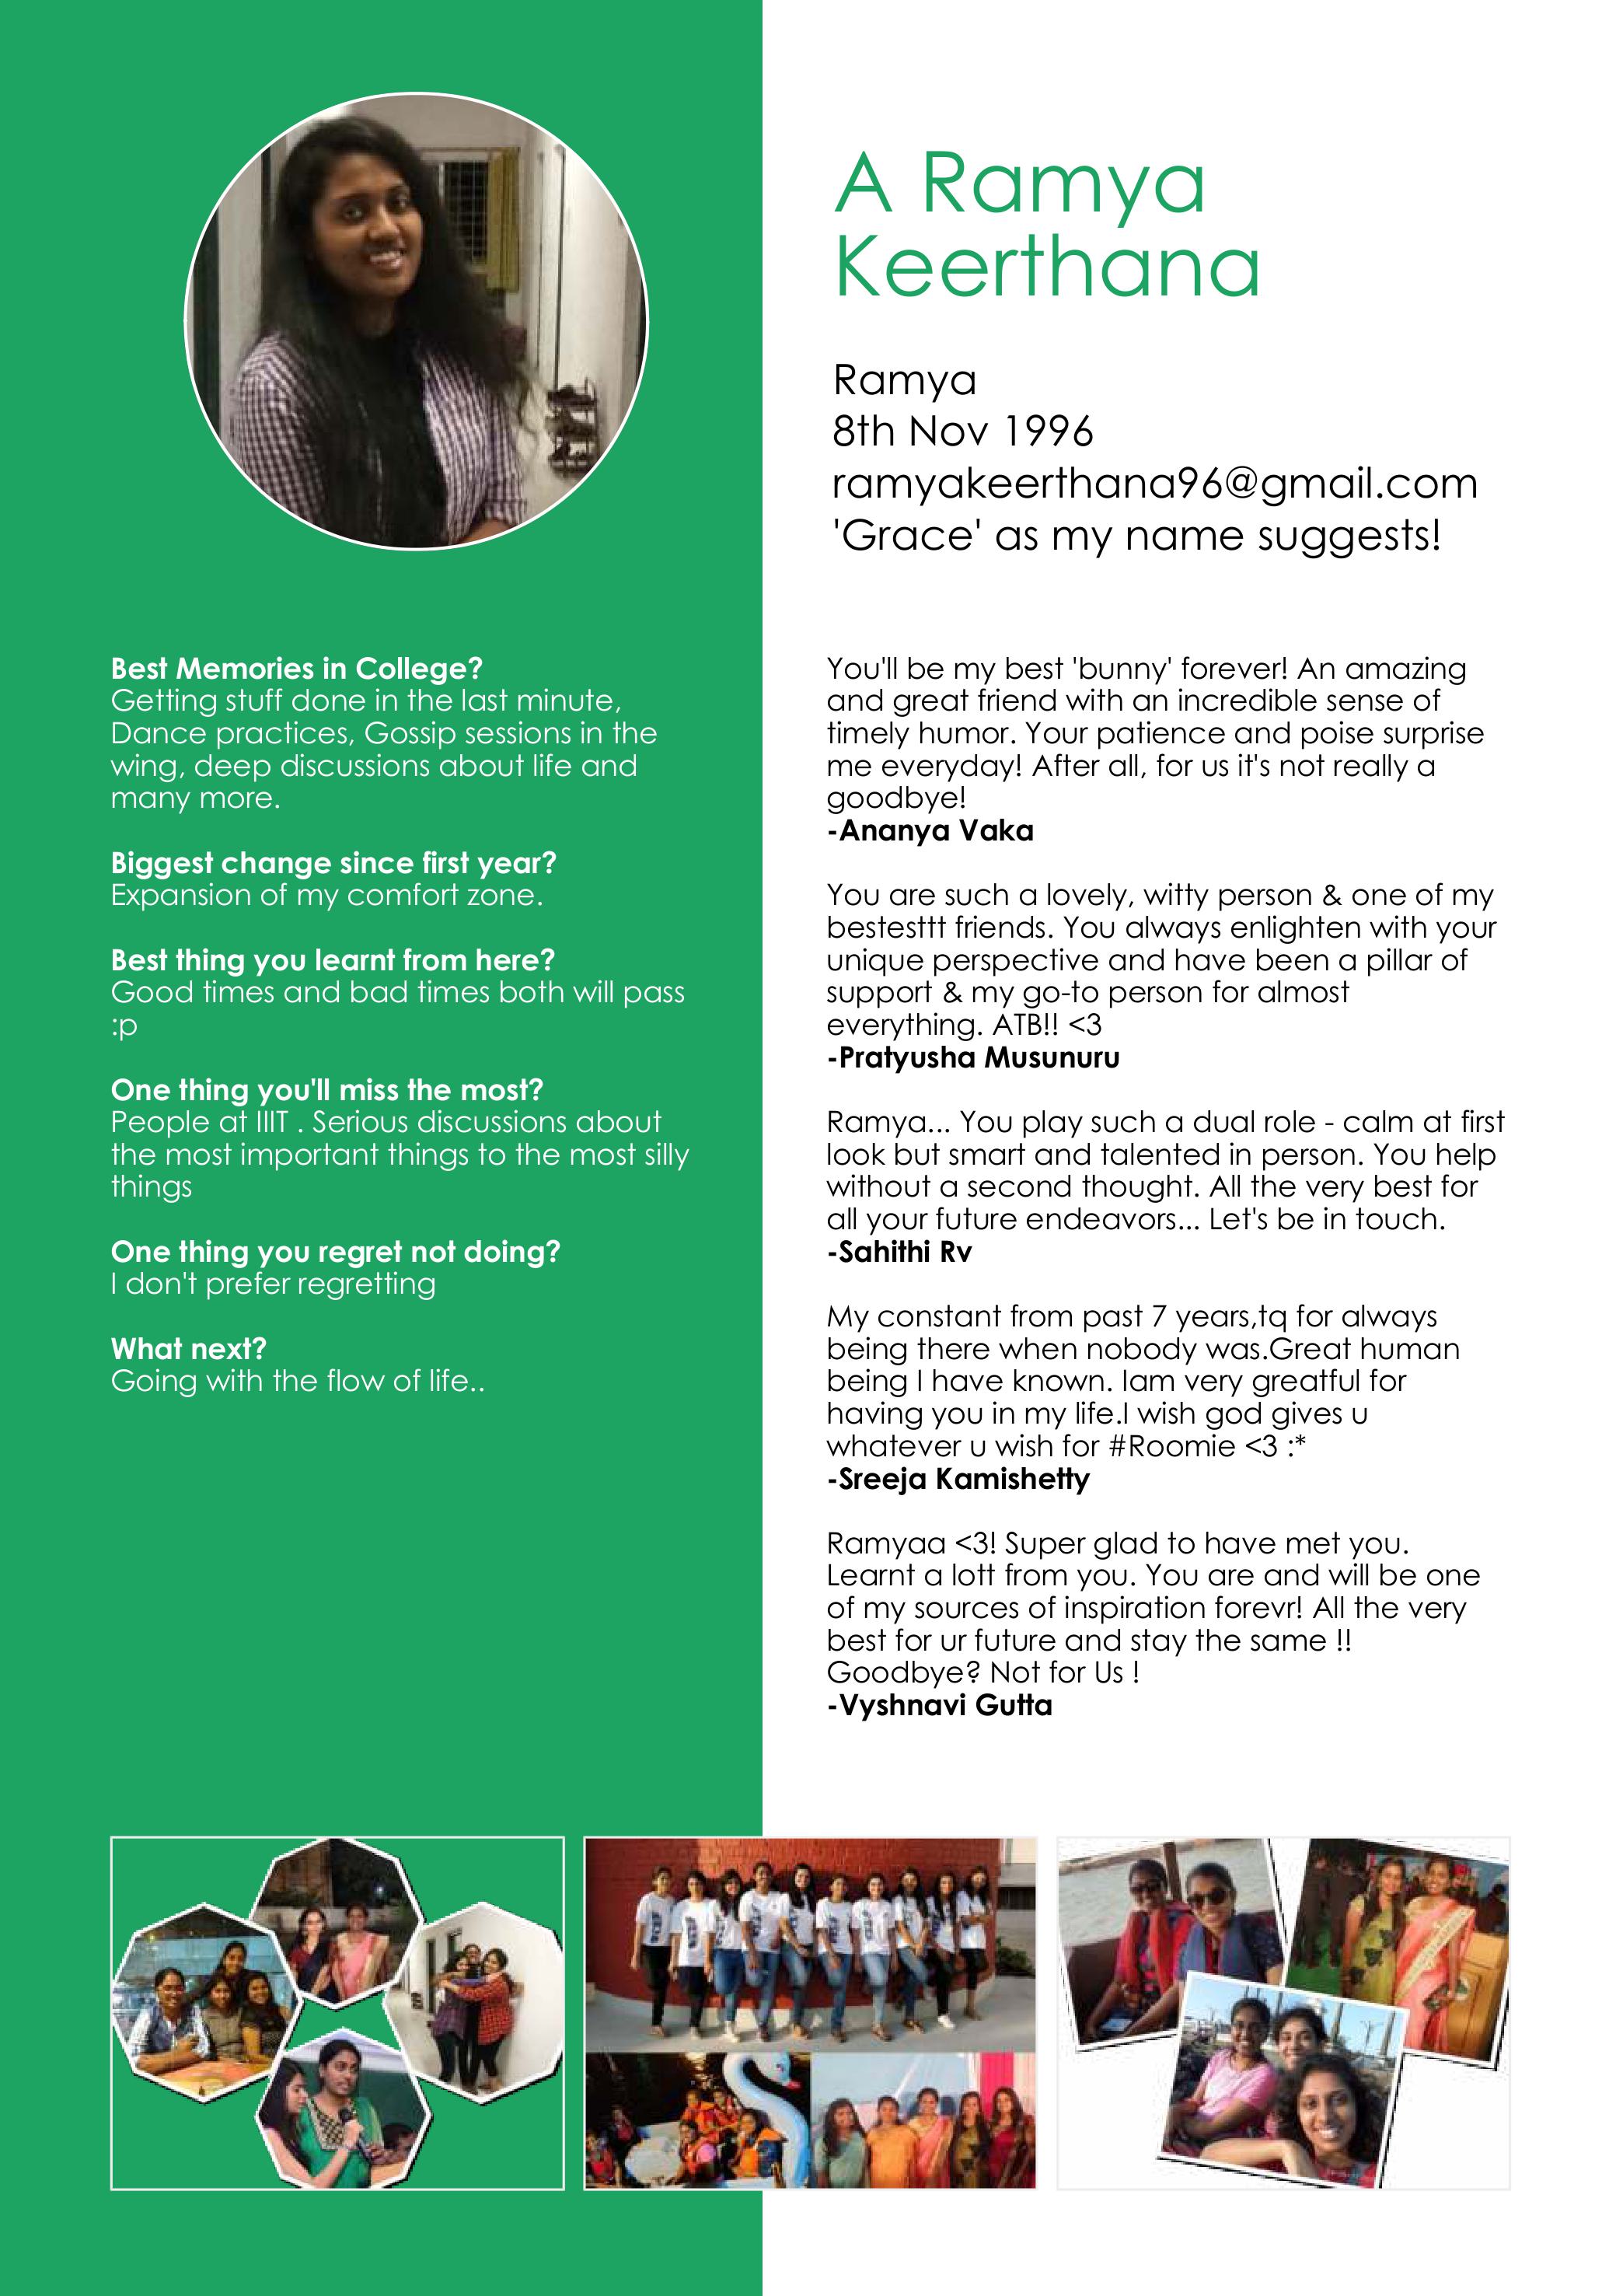 A Ramya
Keerthana
Ramya
8th Nov 1996
ramyakeerthana96@gmail.com
'Grace' as my name suggests!
Best Memories in College?
Getting stuff done in the last minute,
Dance practices, Gossip sessions in the
wing, deep discussions about life and
many more.
Biggest change since first year?
Expansion of my comfort zone.
Best thing you learnt from here?
Good times and bad times both will pass
:p
One thing you'll miss the most?
People at IIIT . Serious discussions about
the most important things to the most silly
things
One thing you regret not doing?
I don't prefer regretting
What next?
Going with the flow of life..
You'll be my best 'bunny' forever! An amazing
and great friend with an incredible sense of
timely humor. Your patience and poise surprise
me everyday! After all, for us it's not really a
goodbye!
-Ananya Vaka
You are such a lovely, witty person & one of my
bestesttt friends. You always enlighten with your
unique perspective and have been a pillar of
support & my go-to person for almost
everything. ATB!! <3
-Pratyusha Musunuru
Ramya... You play such a dual role - calm at first
look but smart and talented in person. You help
without a second thought. All the very best for
all your future endeavors... Let's be in touch.
-Sahithi Rv
My constant from past 7 years,tq for always
being there when nobody was.Great human
being I have known. Iam very greatful for
having you in my life.I wish god gives u
whatever u wish for #Roomie <3 :*
-Sreeja Kamishetty
Ramyaa <3! Super glad to have met you.
Learnt a lott from you. You are and will be one
of my sources of inspiration forevr! All the very
best for ur future and stay the same !!
Goodbye? Not for Us !
-Vyshnavi Gutta